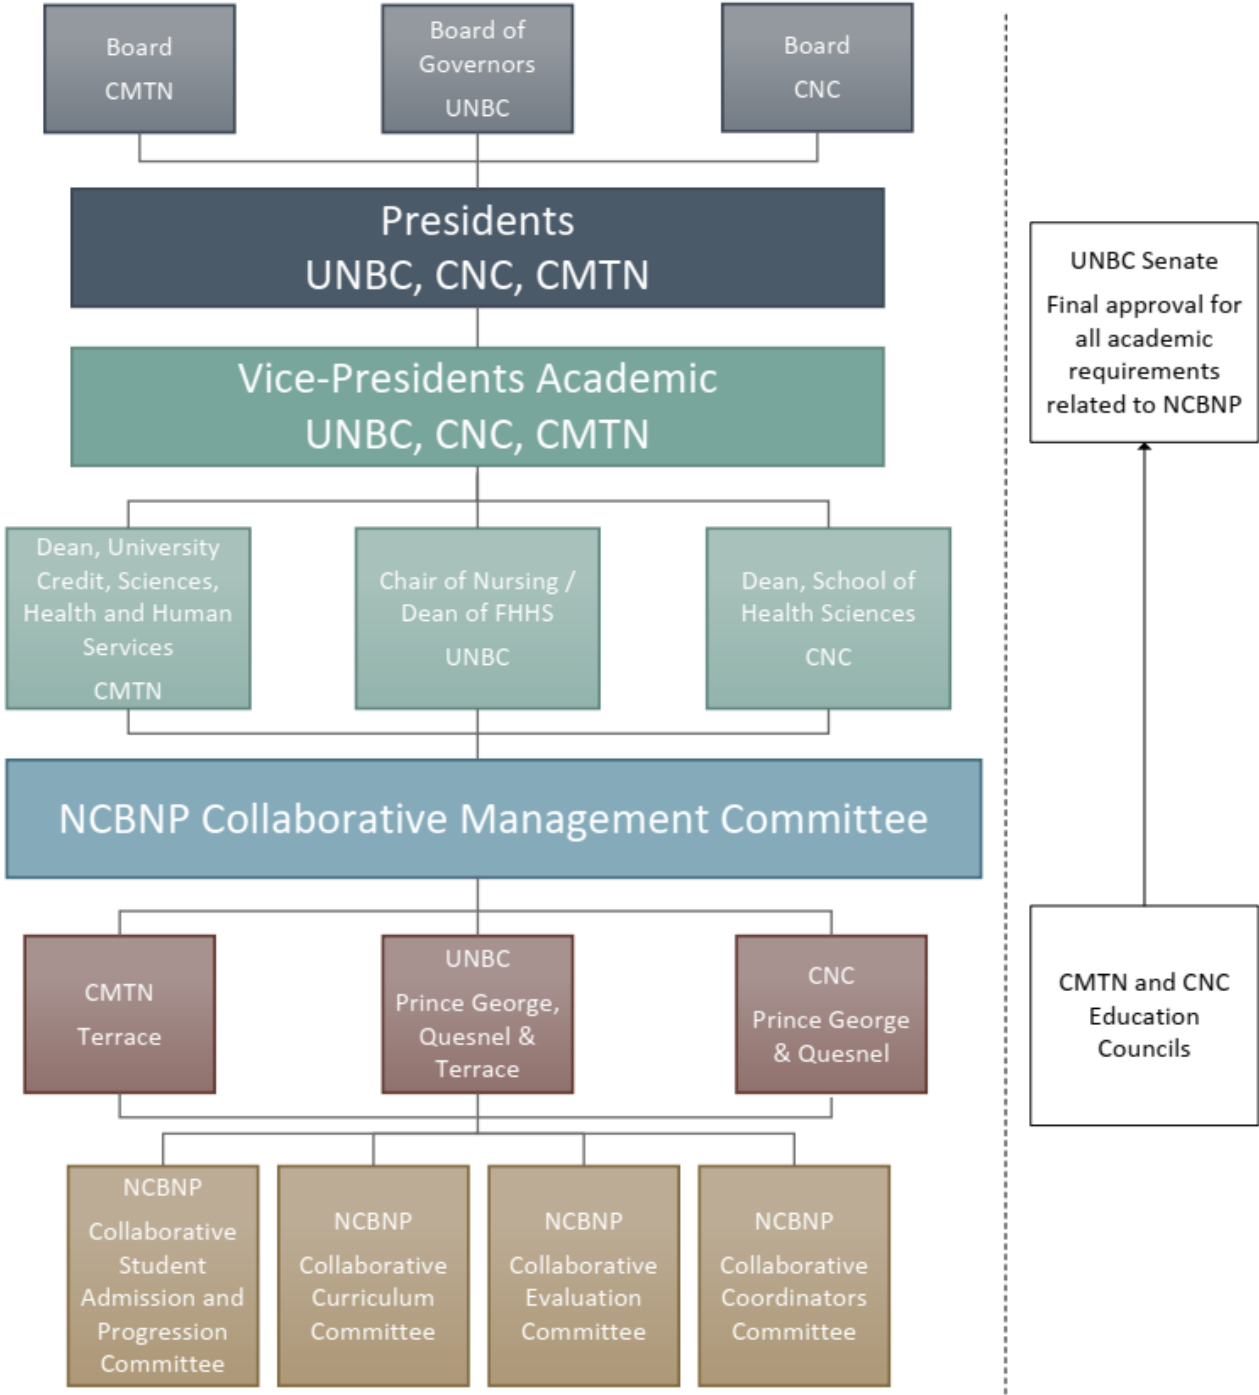 Board
CMTN
Board of
Governors
UNBC
Board
CNC
Presidents
UNBC, CNC, CMTN
Vice-Presidents Academic
UNBC, CNC, CMTN
Dean, University
Credit, Sciences,
Health and Human
Services
CMTN
Chair of Nursing /
Dean of FHHS
UNBC
Dean, School of
Health Sciences
CNC
NCBNP Collaborative Management Committee
CMTN
Terrace
UNBC
Prince George,
Quesnel &
Terrace
CNC
Prince George
& Quesnel
NCBNP
Collaborative
Student
Admission and
Progression
Committee
NCBNP
Collaborative
Curriculum
Committee
NCBNP
Collaborative
Evaluation
Committee
NCBNP
Collaborative
Coordinators
Committee
UNBC Senate
Final approval for
all academic
requirements
related to NCBNP
CMTN and CNC
Education
Councils